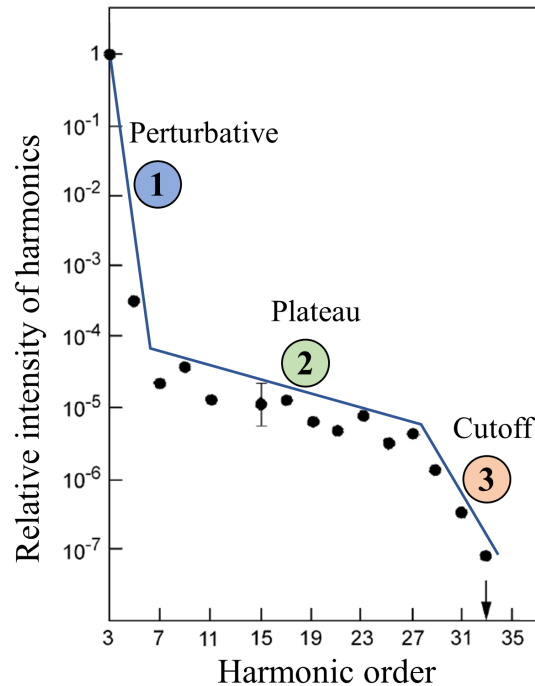 Relative intensity of harmonics
1
10-1
10-2
10-3
10-4
10-5
10-6
10-7
Perturbative
1
Plateau
2
Cutoff
3
3 7 11 15 19 23 27 31 35
Harmonic order